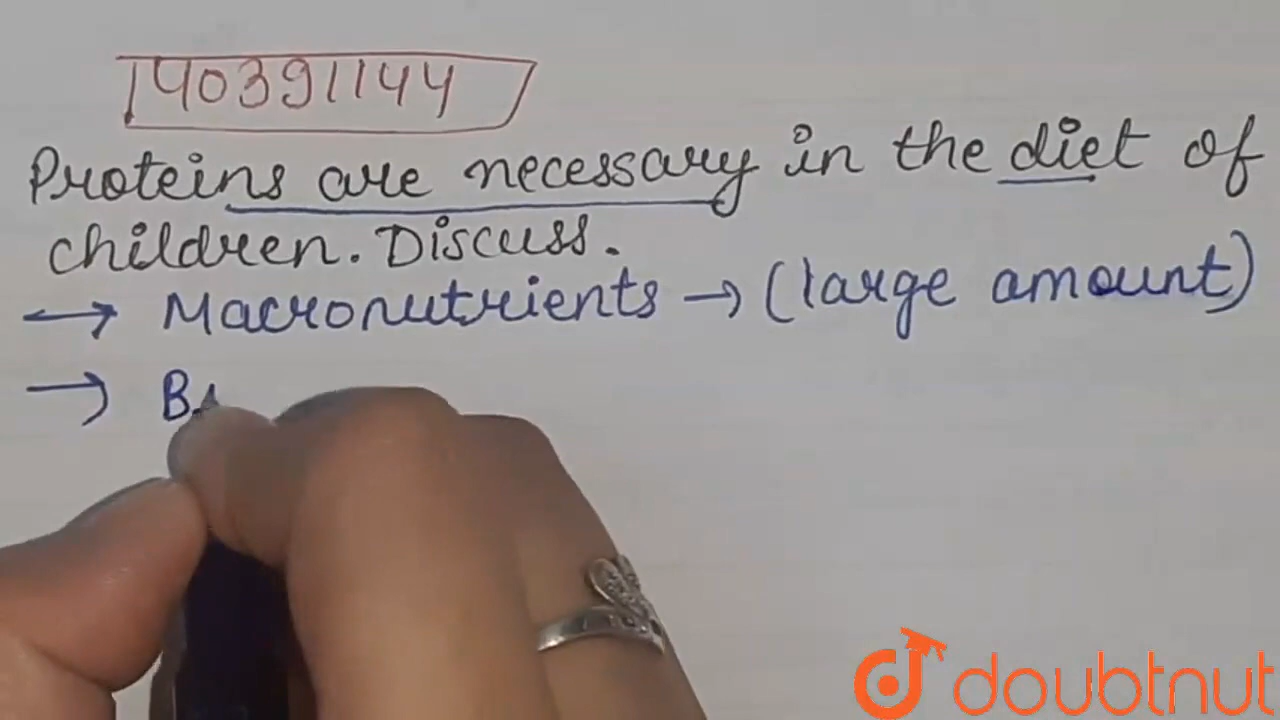 140391144
Proteins are necessary in the diet of
children. Discuss.
→ Macronutrients → (large amount)
→ B
doubtnut